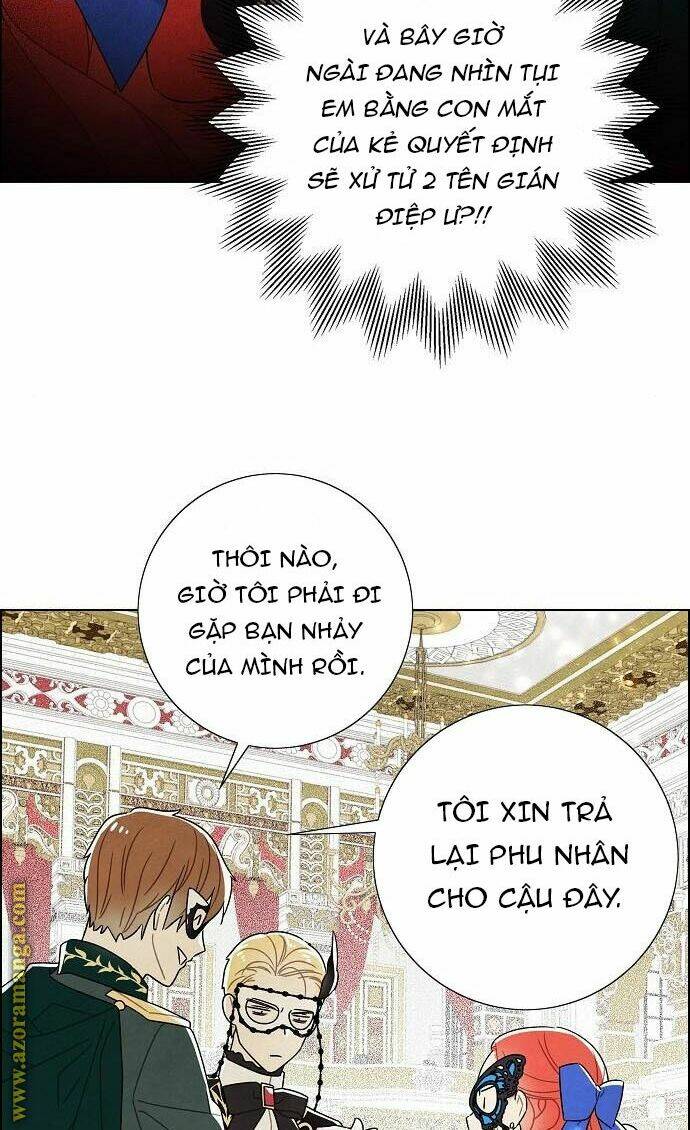 VÀ BÂY GIỜ
NGÀI ĐANG NHÌN TỤI
EM BẰNG CON MẮT
CỦA KẺ QUYẾT ĐỊNH
SẼ XỬ TỬ 2 TÊN GIÁN
ĐIỆP Ư?!!
THÔI NÀO,
GIỜ TÔI PHẢI ĐI
GẶP BẠN NHẢY
CỦA MÌNH RỒI.
TÔI XIN TRẢ
LẠI PHU NHÂN
CHO CẬU ĐÂY.
www.azoramanga.com